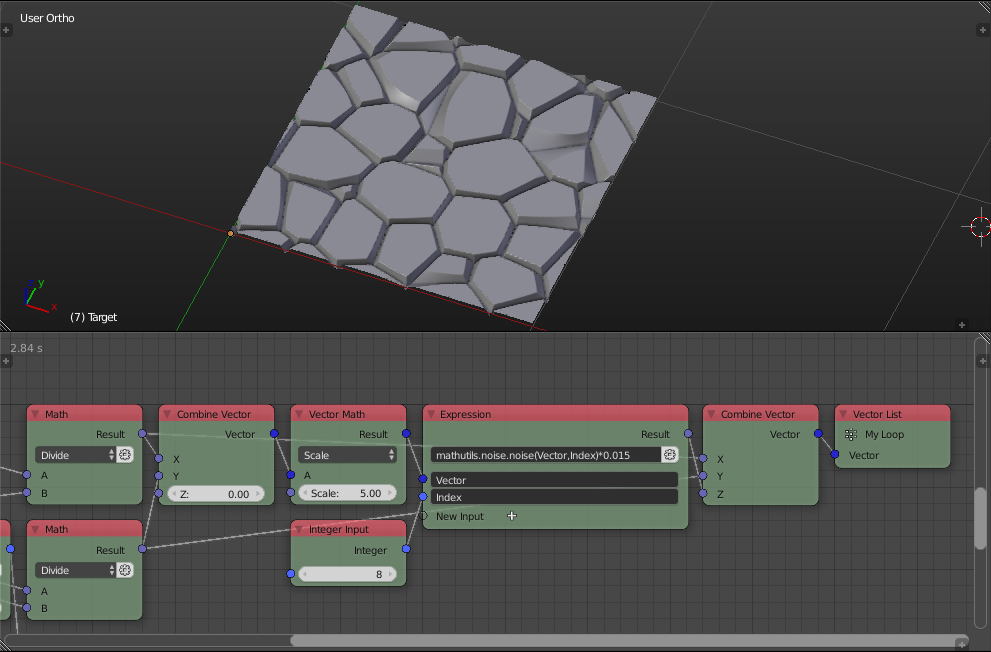 User Ortho
y
x
(7) Target
2.84 s
Math
Result
Divide
A
B
Combine Vector
Vector
X
Y
Z: 0.00
Vector Math
Result
Scale
A
Scale: 5.00
Expression
Result
mathutils.noise.noise(Vector,Index)*0.015
Vector
Index
New Input
Combine Vector
Vector
X
Y
Z
Vector List
My Loop
Vector
Math
Result
Divide
A
B
Integer Input
Integer
8